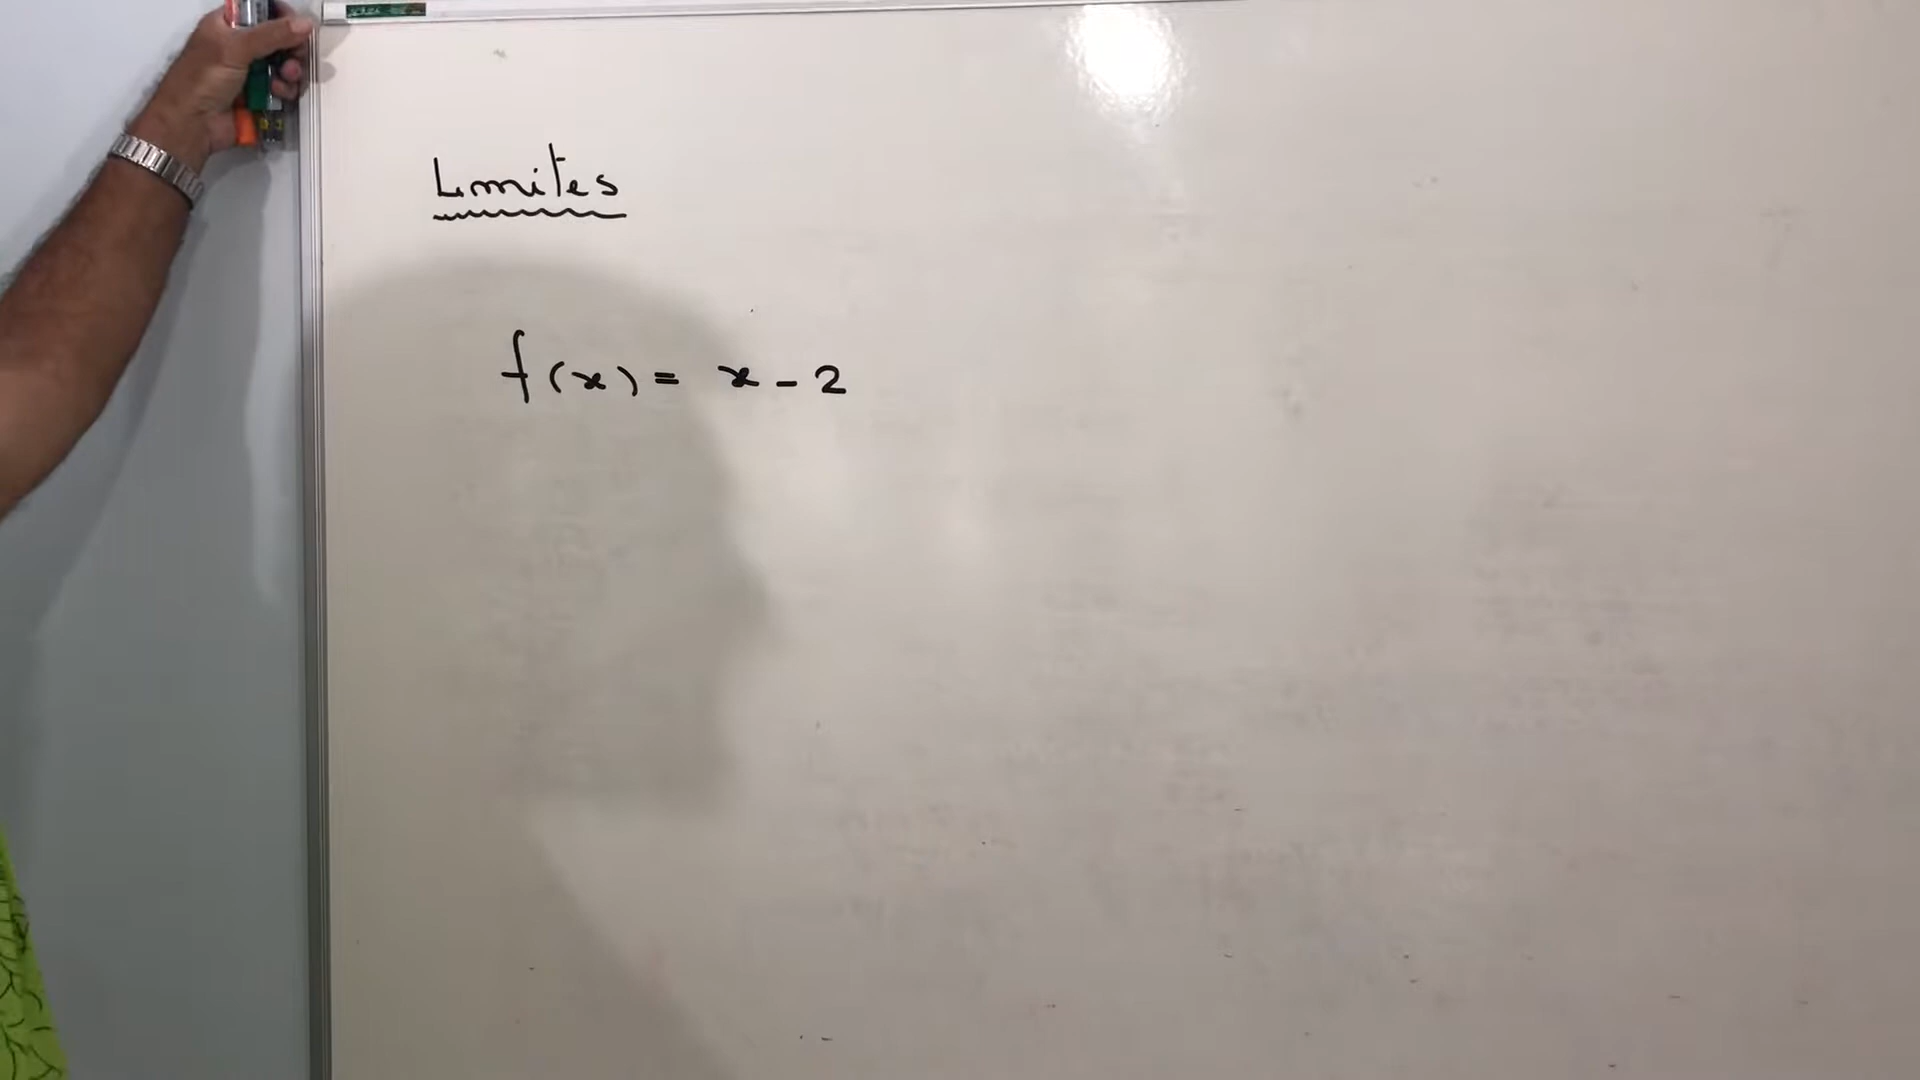 Limites
f(x) = x - 2